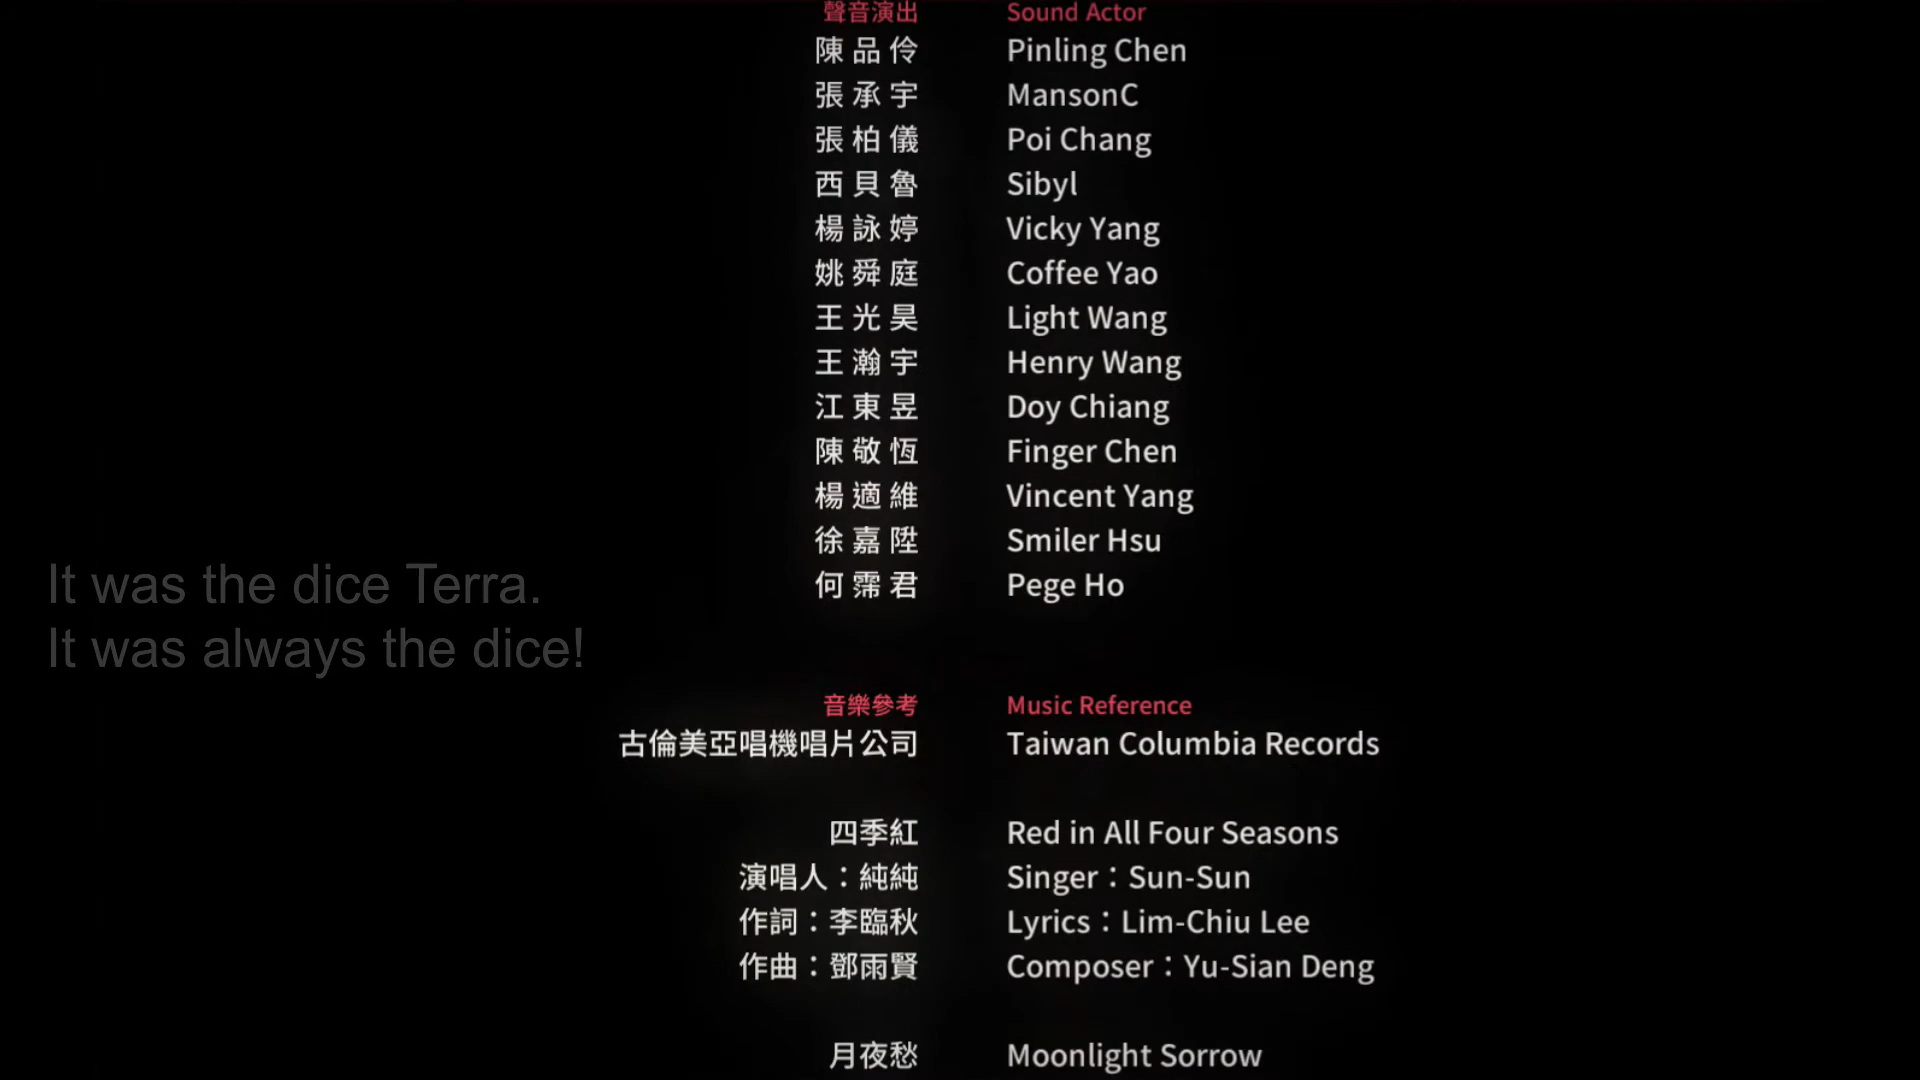 聲音演出 Sound Actor
陳品伶 Pinling Chen
張承宇 MansonC
張柏儀 Poi Chang
西貝魯 Sibyl
楊詠婷 Vicky Yang
姚舜庭 Coffee Yao
王光昊 Light Wang
王瀚宇 Henry Wang
江東昱 Doy Chiang
陳敬恆 Finger Chen
楊適維 Vincent Yang
徐嘉陞 Smiler Hsu
何霈君 Pege Ho
It was the dice Terra.
It was always the dice!
音樂參考 Music Reference
古倫美亞唱機唱片公司 Taiwan Columbia Records
四季紅 Red in All Four Seasons
演唱人：純純 Singer：Sun-Sun
作詞：李臨秋 Lyrics：Lim-Chiu Lee
作曲：鄧雨賢 Composer：Yu-Sian Deng
月夜愁 Moonlight Sorrow